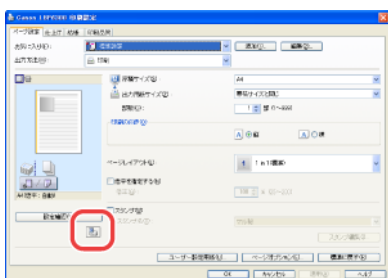 Canon LBP6300 印刷設定
ページ設定 仕上げ 給紙 印刷品質
お気に入り(F): 標準設定 追加(1)... 編集(2)...
出力方法(M): 印刷
原稿サイズ(S): A4
出力用紙サイズ(Z): 原稿サイズと同じ
部数(C): 1 部 (1~999)
印刷の向き(T)
A 縦 A 横
ページレイアウト(L): 1 1 in 1 (標準)
倍率を指定する(N)
100
A4(倍率: 自動)
スタンプ(W):
設定確認
ユーザー設定用紙(U)... ページオプション(G)... 標準に戻す(R)
OK キャンセル 適用(A) ヘルプ